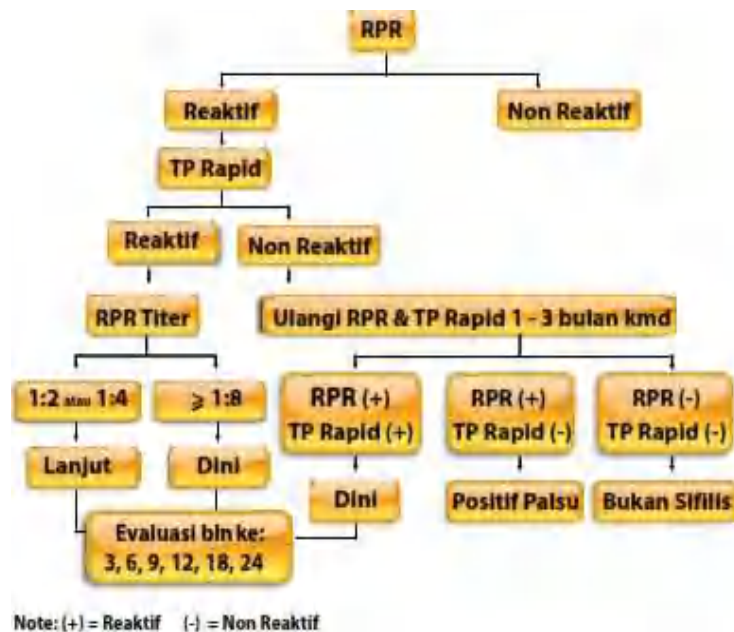 RPR
Reaktif
Non Reaktif
TP Rapid
Reaktif
Non Reaktif
RPR Titer
Ulangi RPR & TP Rapid 1 - 3 bulan kmd
1:2 atau 1:4
⩾ 1:8
RPR (+)
TP Rapid (+)
RPR (+)
TP Rapid (-)
RPR (-)
TP Rapid (-)
Lanjut
Dini
Dini
Positif Palsu
Bukan Sifilis
Evaluasi bln ke:
3, 6, 9, 12, 18, 24
Note: (+) = Reaktif (-) = Non Reaktif